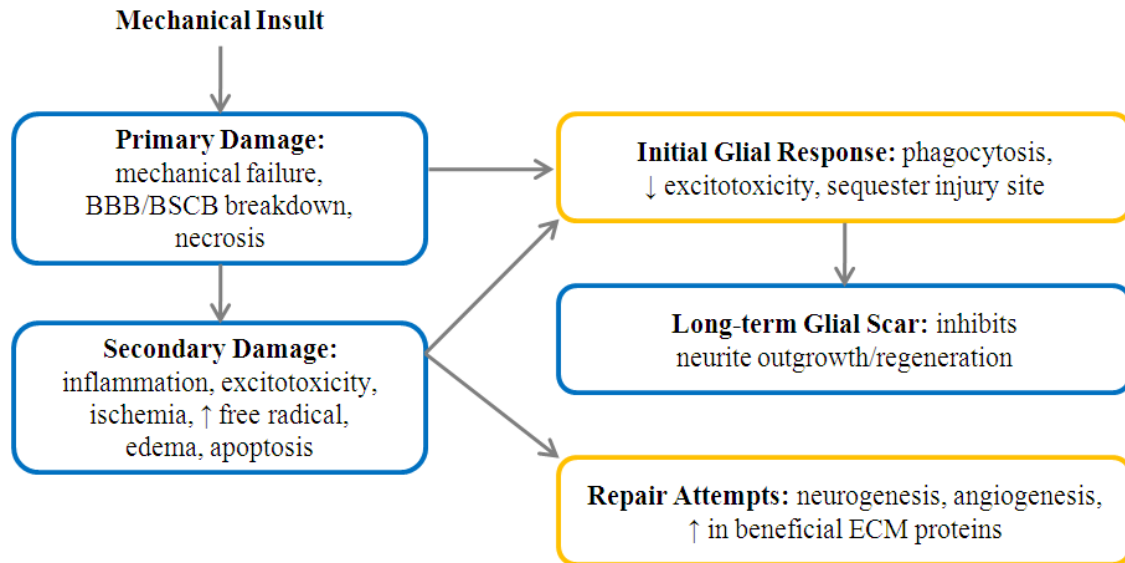 Mechanical Insult
Primary Damage:
mechanical failure,
BBB/BSCB breakdown,
necrosis
Secondary Damage:
inflammation, excitotoxicity,
ischemia, ↑ free radical,
edema, apoptosis
Initial Glial Response: phagocytosis,
↓ excitotoxicity, sequester injury site
Long-term Glial Scar: inhibits
neurite outgrowth/regeneration
Repair Attempts: neurogenesis, angiogenesis,
↑ in beneficial ECM proteins